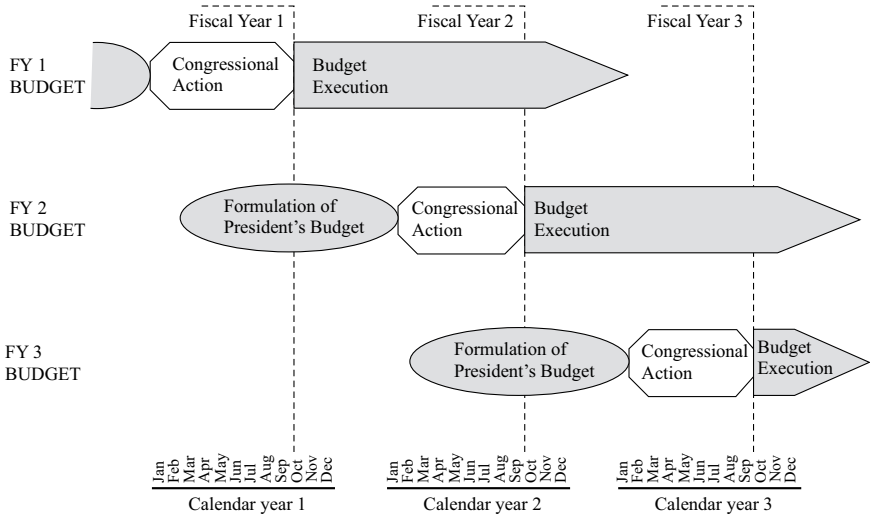 Fiscal Year 1
Fiscal Year 2
Fiscal Year 3
FY 1
BUDGET
Congressional
Action
Budget
Execution
FY 2
BUDGET
Formulation of
President’s Budget
Congressional
Action
Budget
Execution
FY 3
BUDGET
Formulation of
President’s Budget
Congressional
Action
Budget
Execution
Jan
Feb
Mar
Apr
May
Jun
Jul
Aug
Sep
Oct
Nov
Dec
Jan
Feb
Mar
Apr
May
Jun
Jul
Aug
Sep
Oct
Nov
Dec
Jan
Feb
Mar
Apr
May
Jun
Jul
Aug
Sep
Oct
Nov
Dec
Calendar year 1
Calendar year 2
Calendar year 3